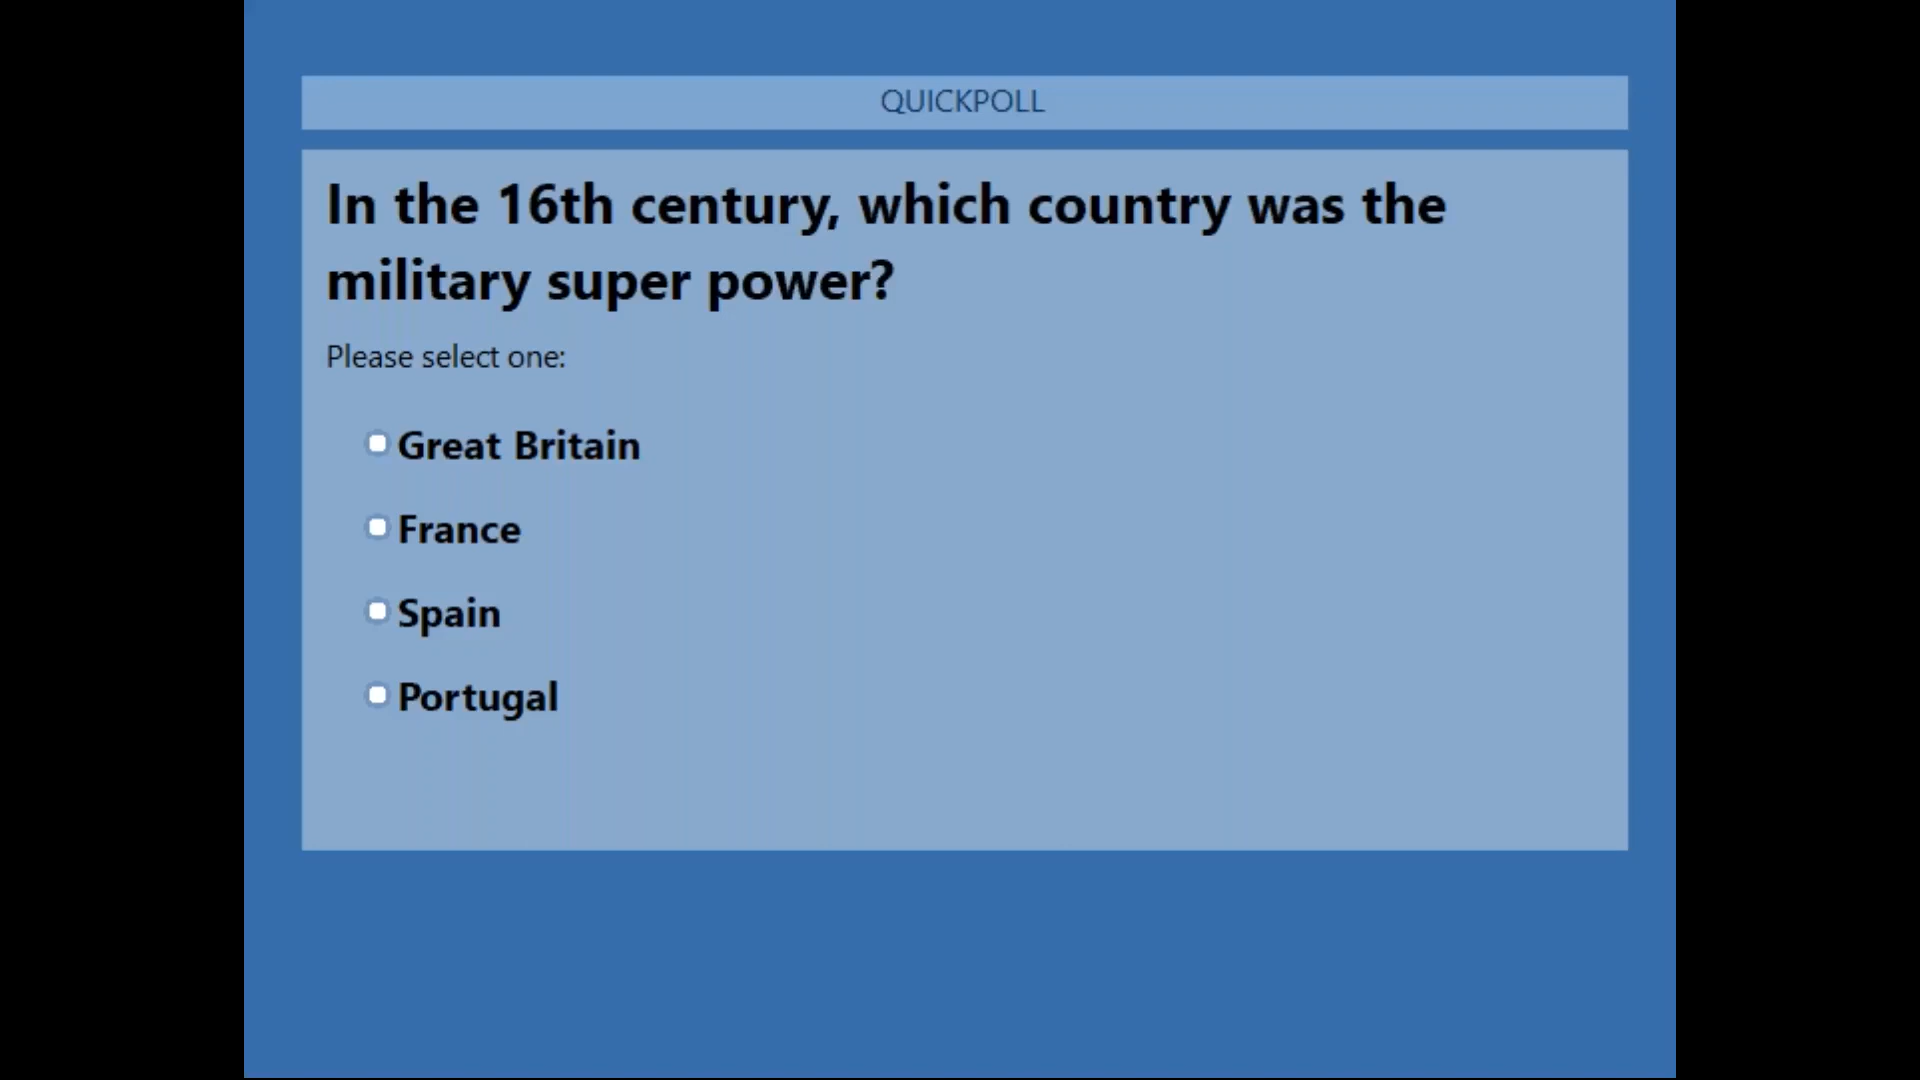 QUICKPOLL
In the 16th century, which country was the
military super power?
Please select one:
Great Britain
France
Spain
Portugal